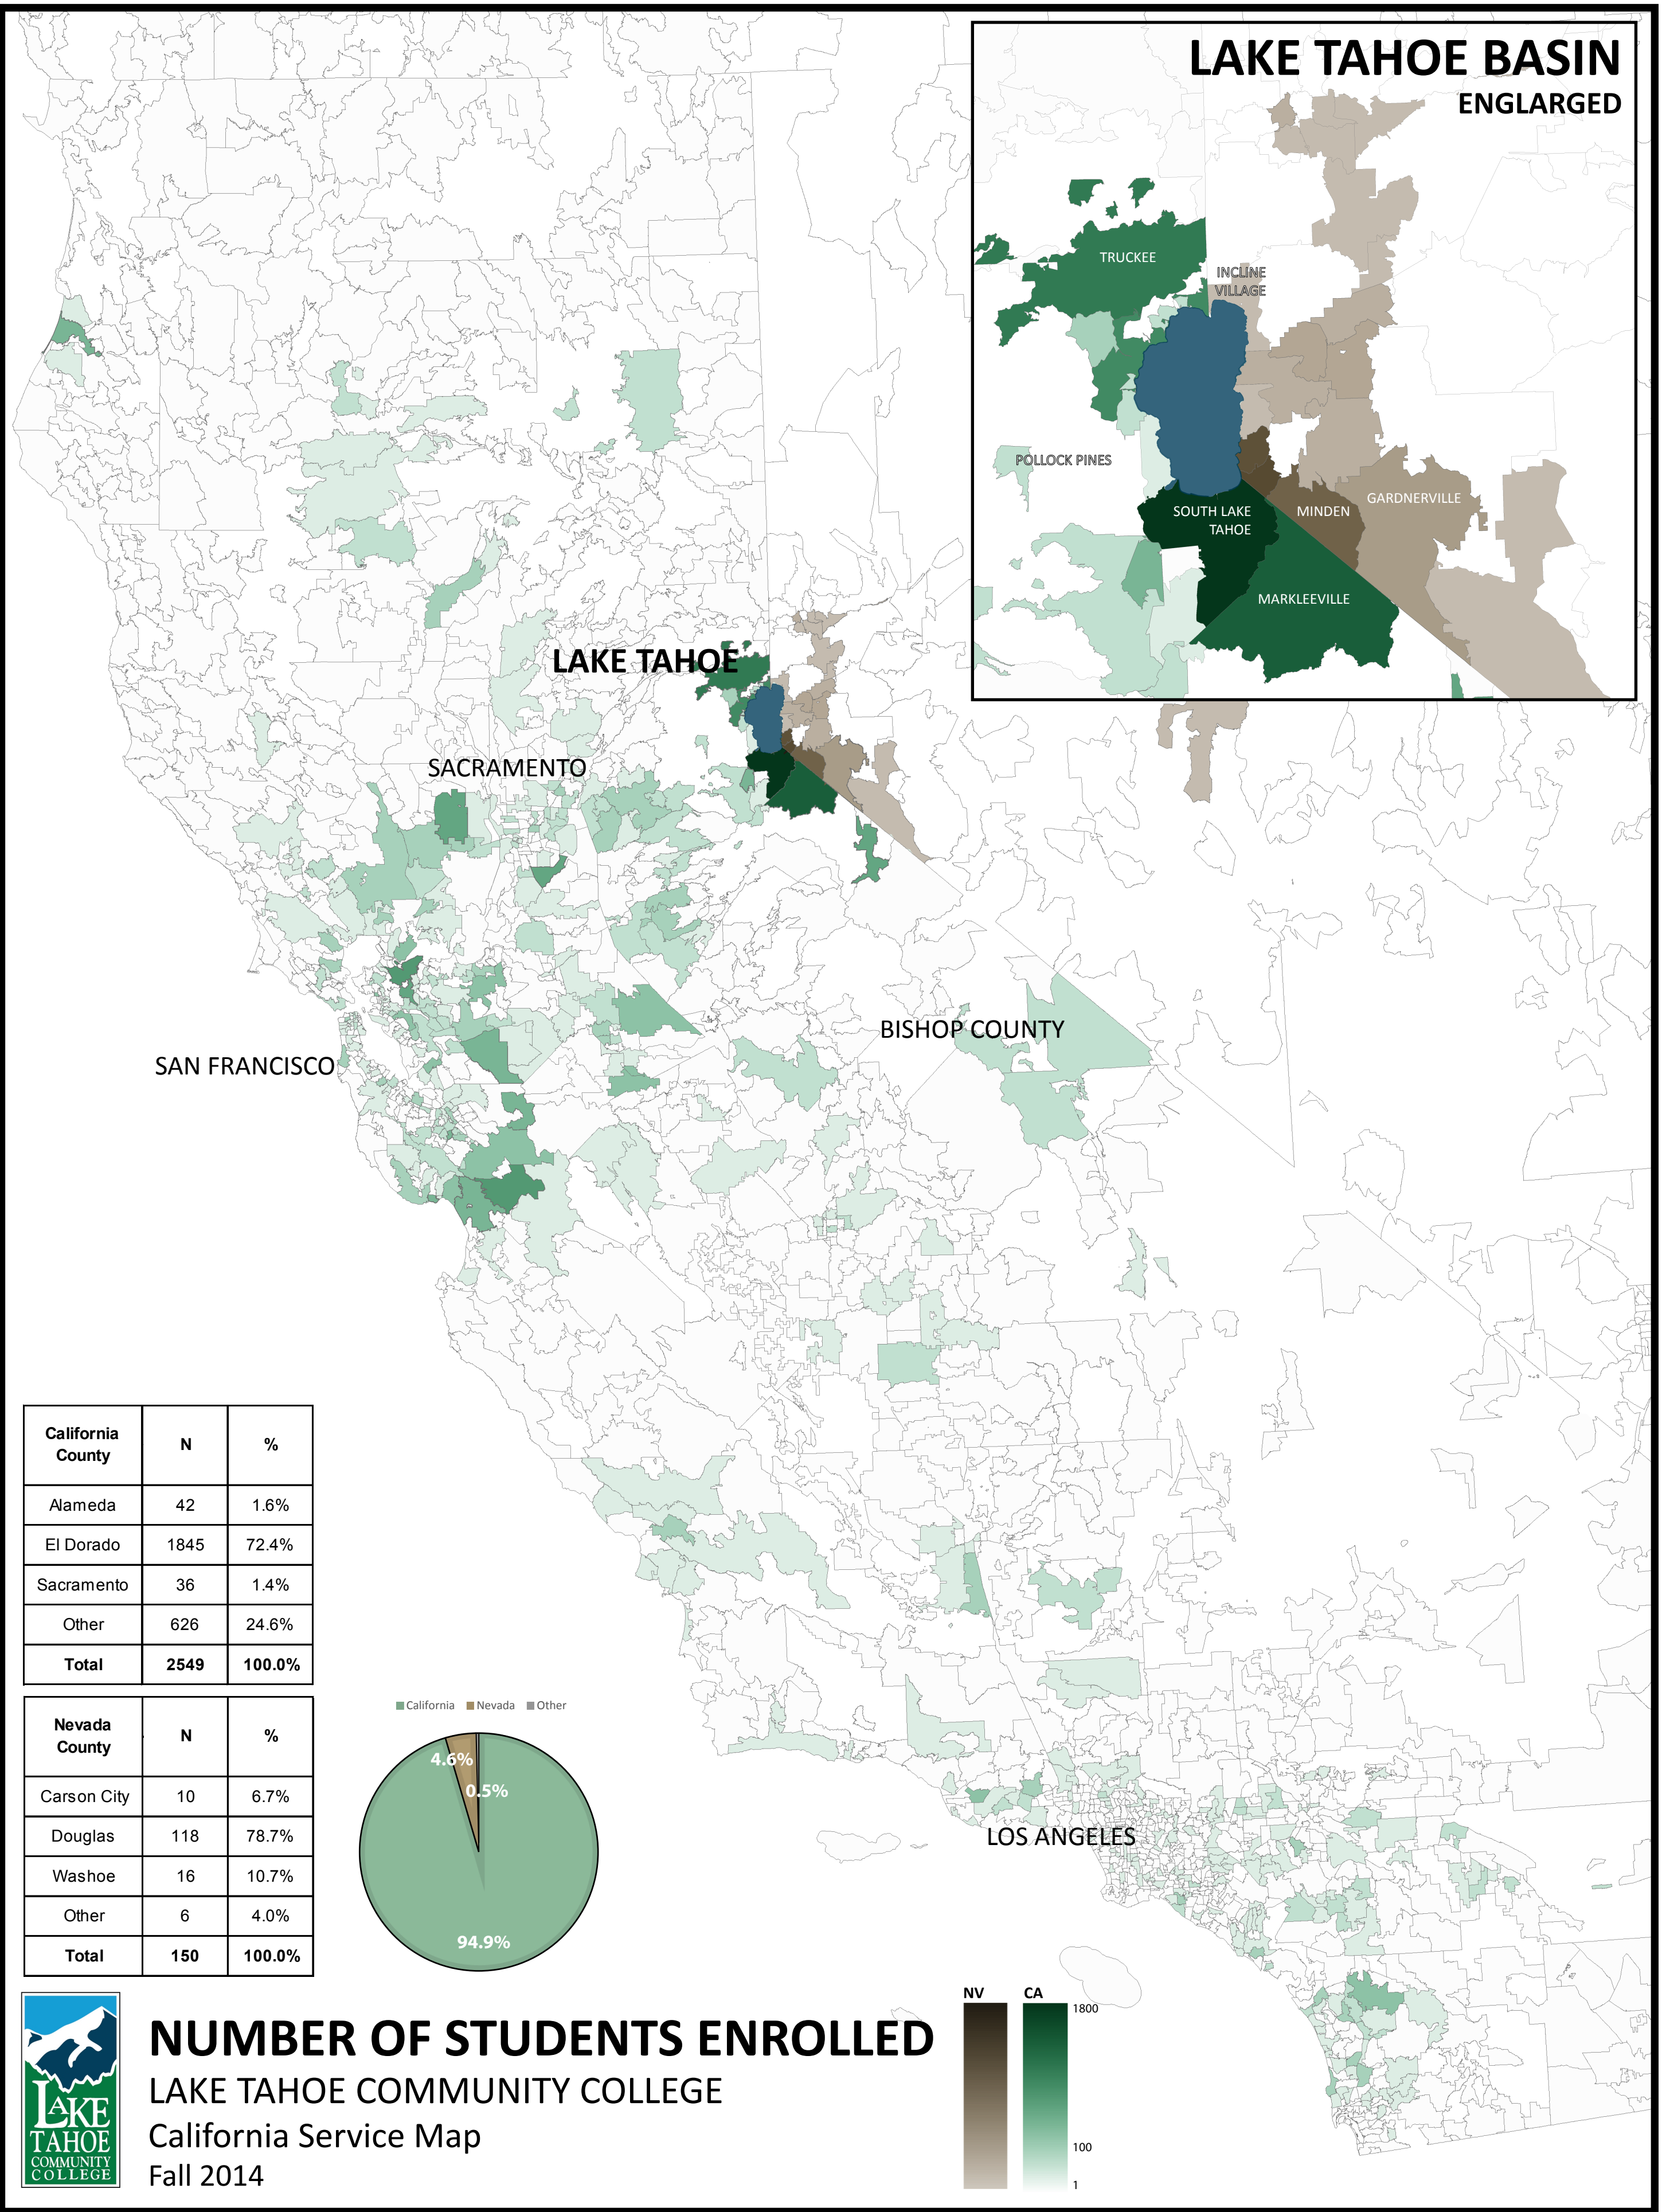 LAKE TAHOE BASIN
ENGLARGED
TRUCKEE
INCLINE
VILLAGE
POLLOCK PINES
SOUTH LAKE
TAHOE
MINDEN
GARDNERVILLE
MARKLEEVILLE
LAKE TAHOE
SACRAMENTO
BISHOP COUNTY
SAN FRANCISCO
LOS ANGELES
California County N %
Alameda 42 1.6%
El Dorado 1845 72.4%
Sacramento 36 1.4%
Other 626 24.6%
Total 2549 100.0%
Nevada County N %
Carson City 10 6.7%
Douglas 118 78.7%
Washoe 16 10.7%
Other 6 4.0%
Total 150 100.0%
California Nevada Other
4.6%
0.5%
94.9%
NV CA
1800
100
1
NUMBER OF STUDENTS ENROLLED
LAKE TAHOE COMMUNITY COLLEGE
California Service Map
Fall 2014
LAKE
TAHOE
COMMUNITY
COLLEGE